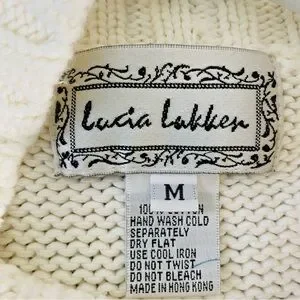 Lucia Lukken
M
100% COTTON
HAND WASH COLD
SEPARATELY
DRY FLAT
USE COOL IRON
DO NOT TWIST
DO NOT BLEACH
MADE IN HONG KONG